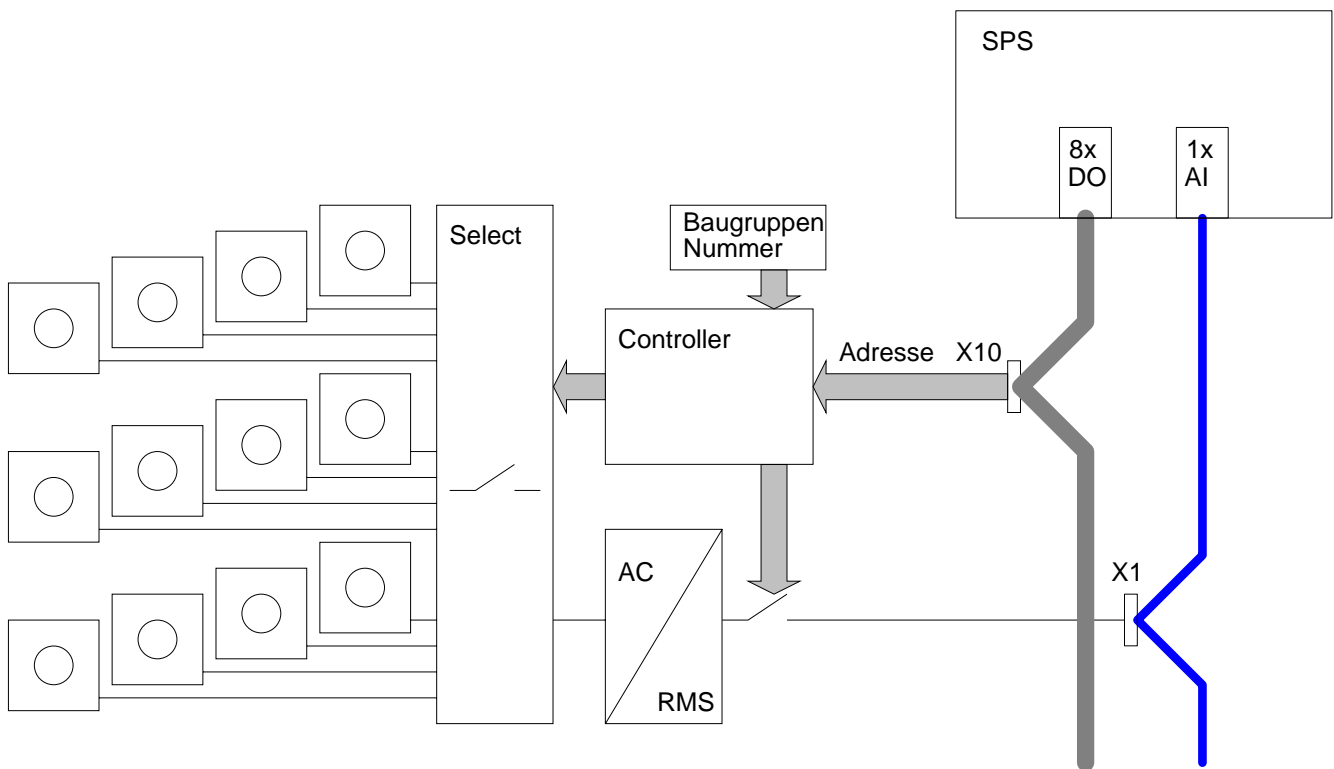 SPS
8x
DO
1x
AI
Select
Baugruppen
Nummer
Controller
Adresse X10
AC
RMS
X1